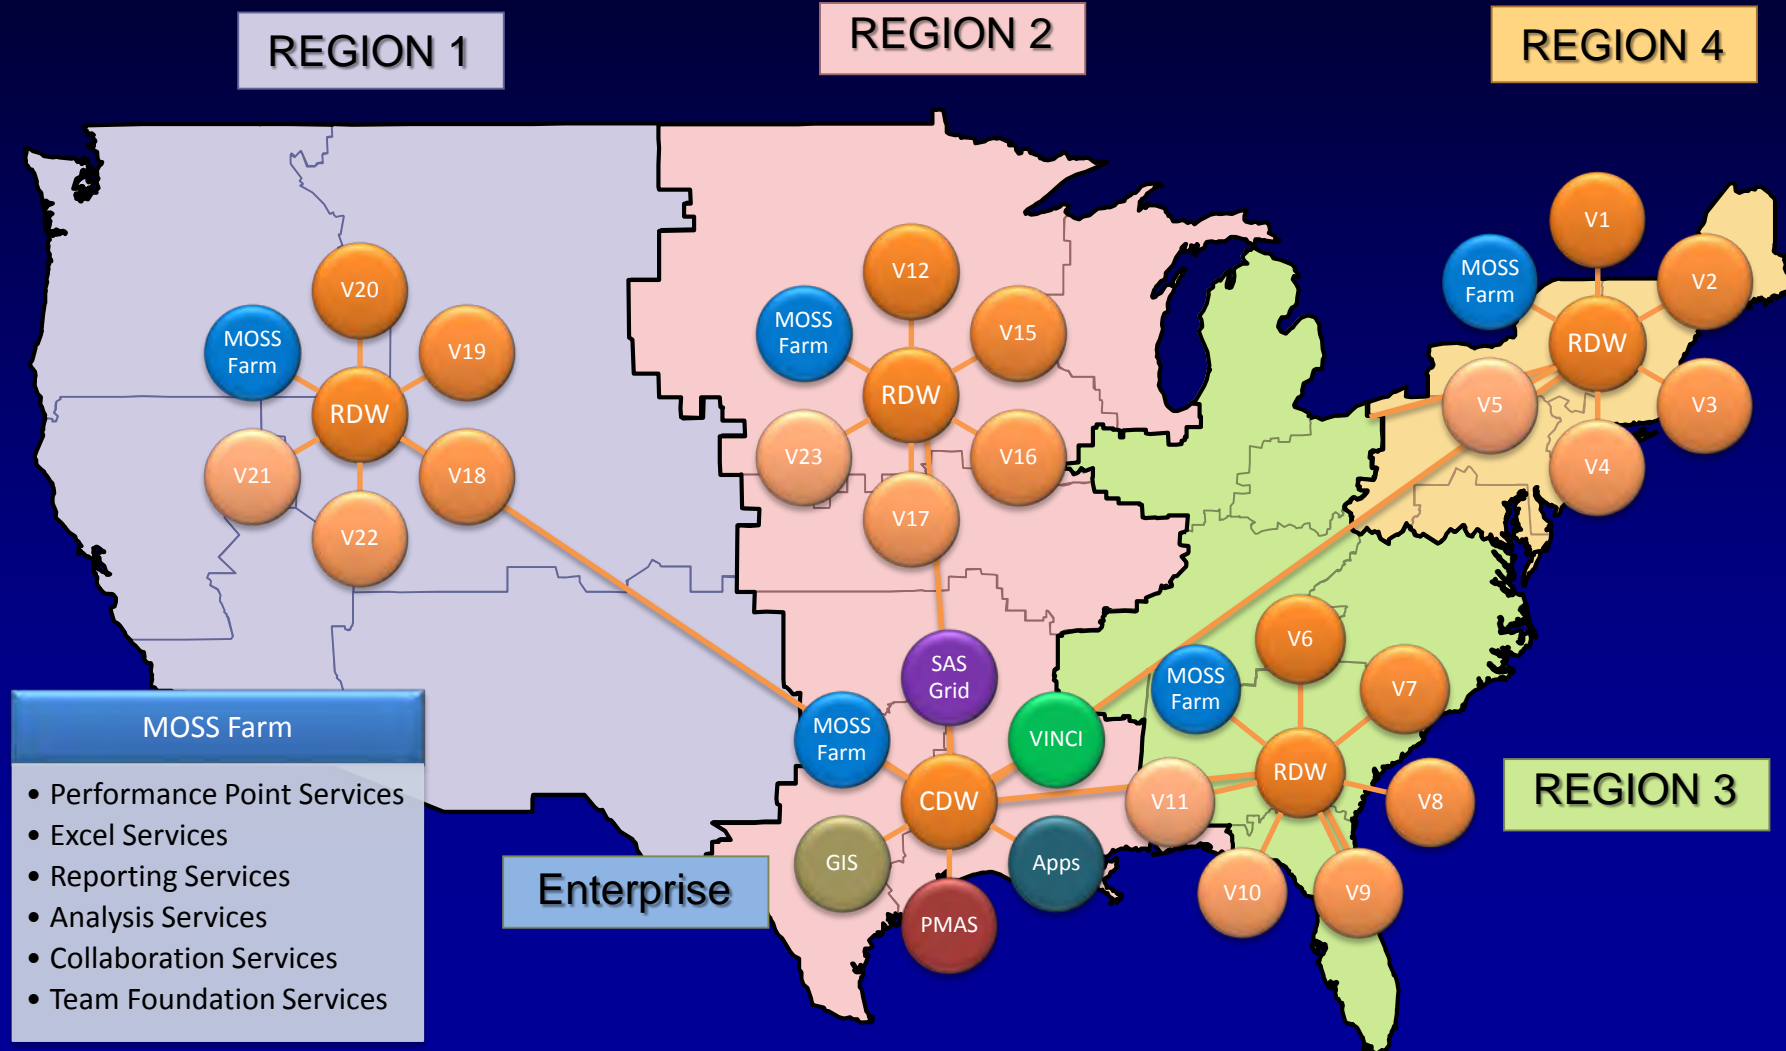 REGION 1
REGION 2
REGION 4
V20
MOSS
Farm
V19
RDW
V21
V18
V22
V12
MOSS
Farm
V15
RDW
V23
V16
V17
V1
MOSS
Farm
V2
RDW
V5
V3
V4
V6
MOSS
Farm
V7
RDW
V11
V8
V10
V9
REGION 3
SAS
Grid
MOSS
Farm
VINCI
CDW
GIS
Apps
PMAS
Enterprise
MOSS Farm
• Performance Point Services
• Excel Services
• Reporting Services
• Analysis Services
• Collaboration Services
• Team Foundation Services